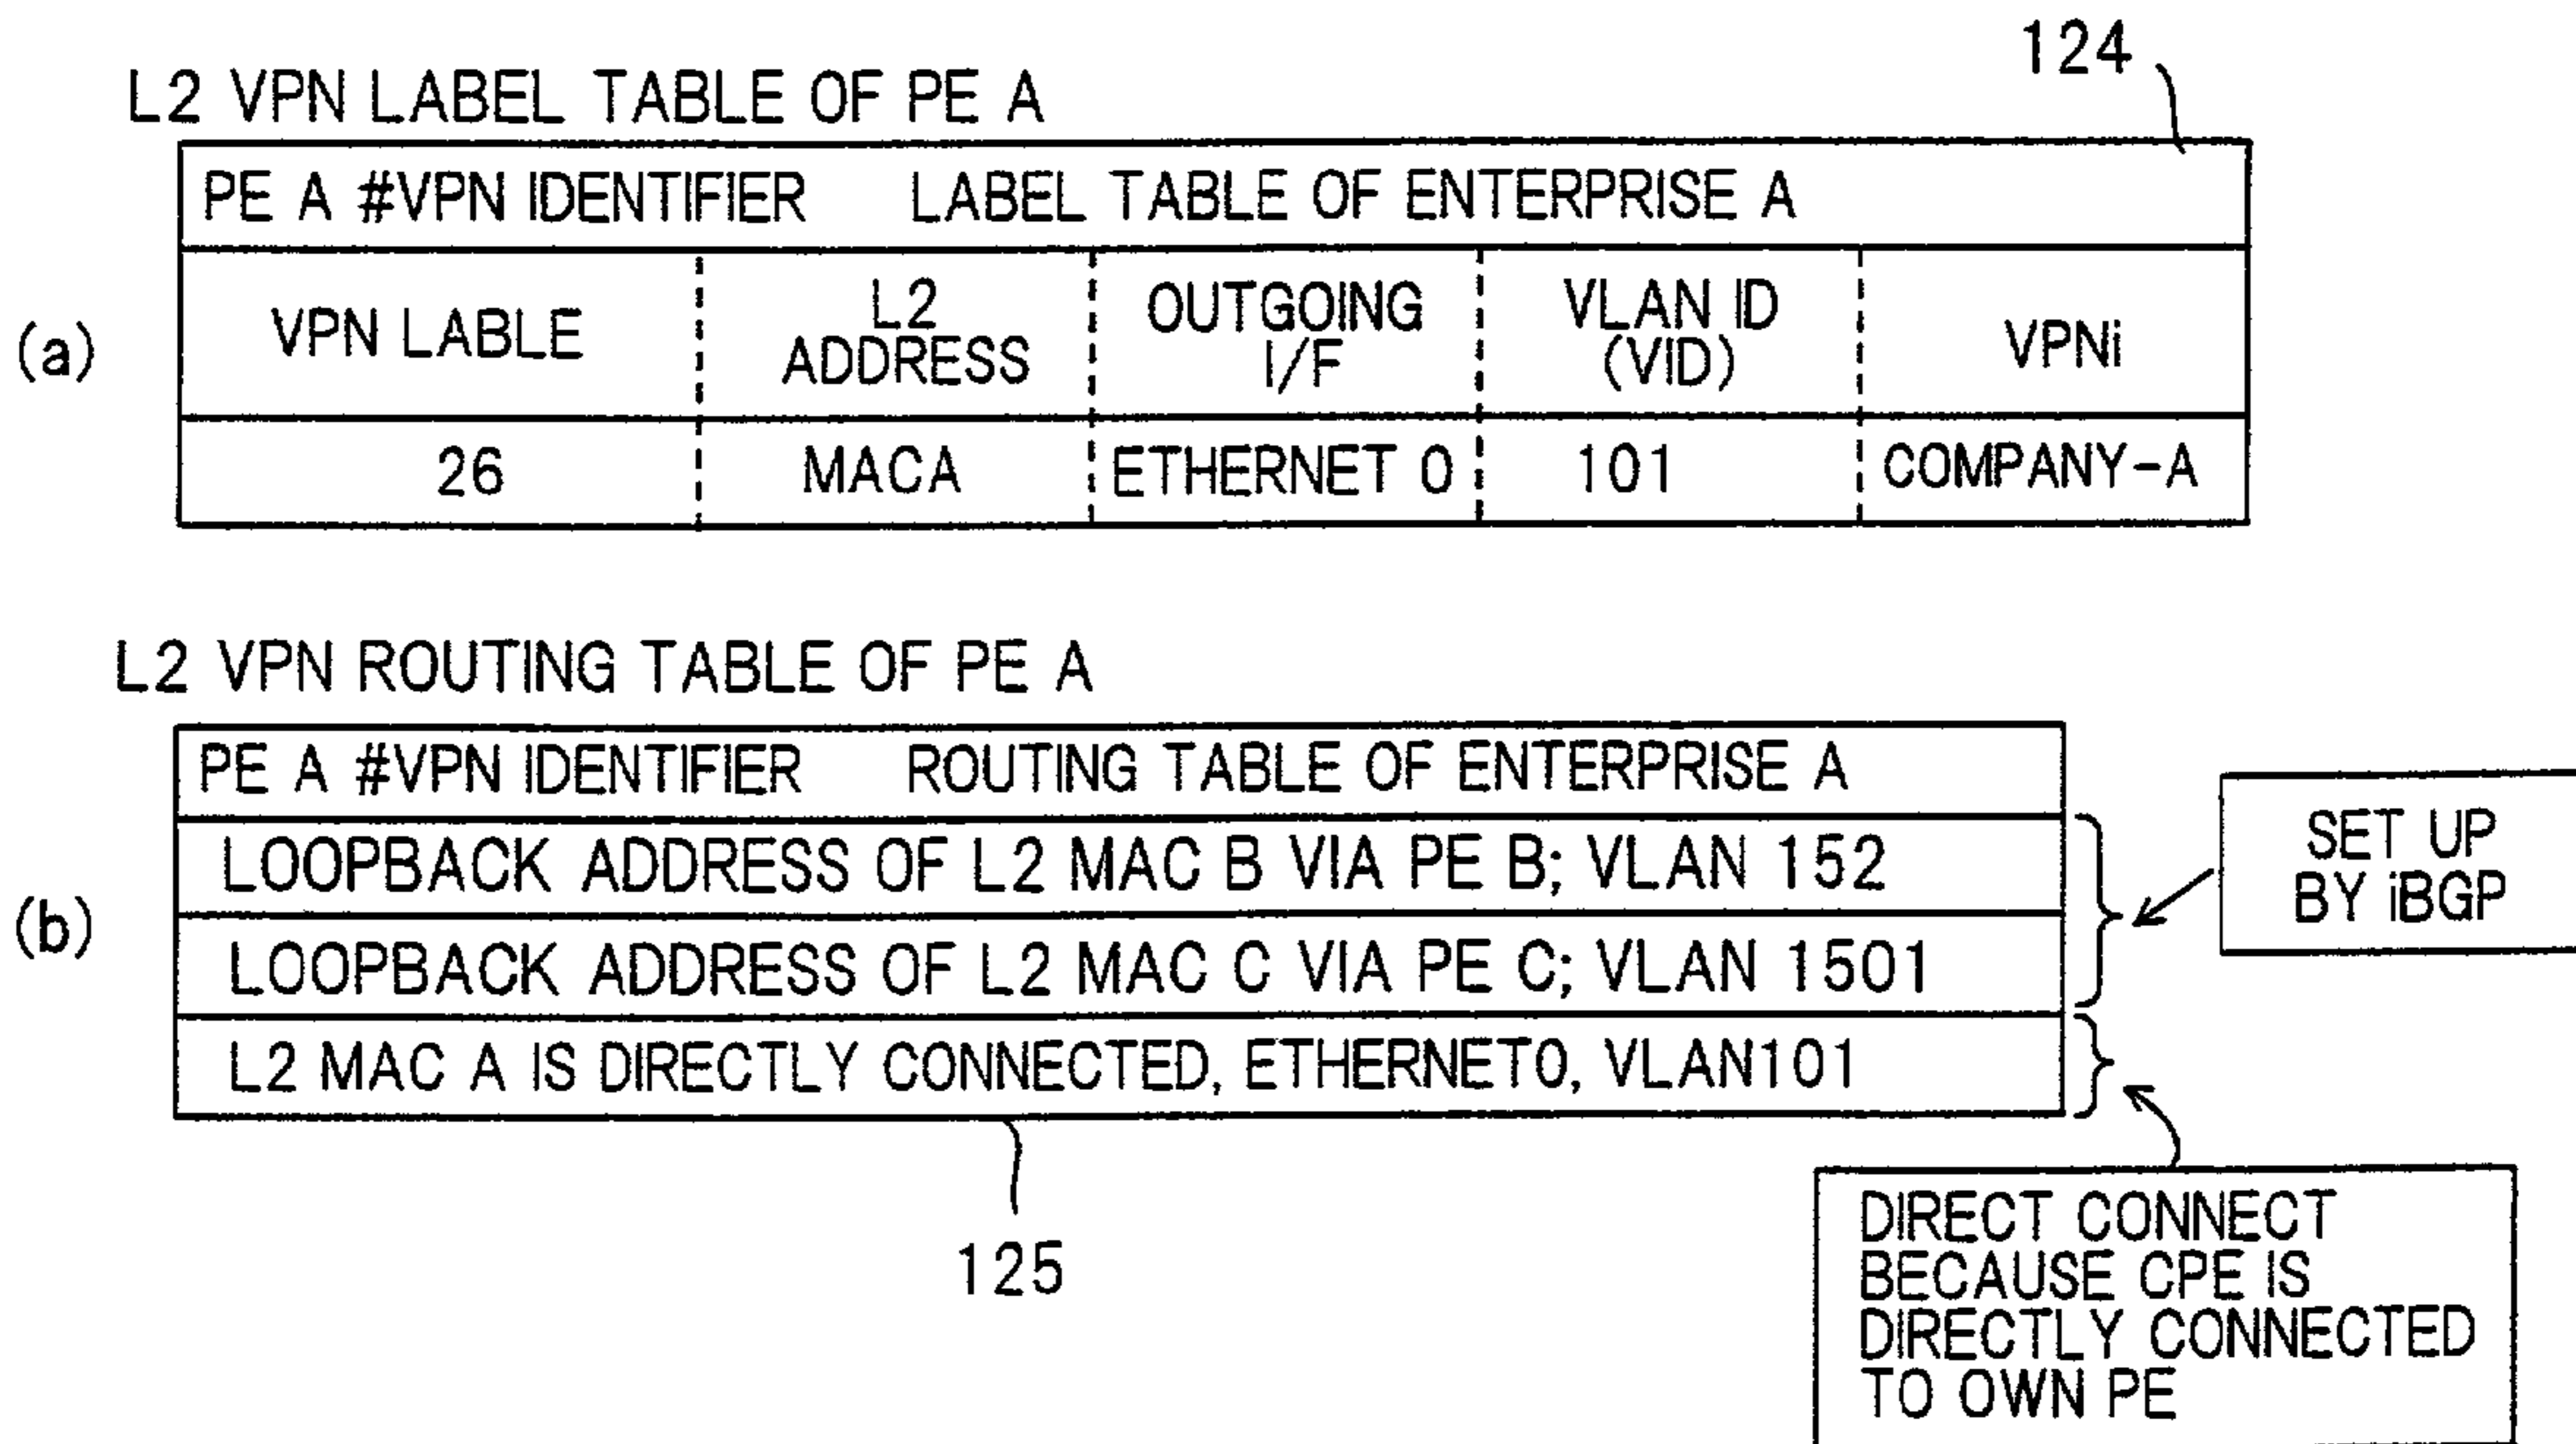 124
L2 VPN LABEL TABLE OF PE A
PE A #VPN IDENTIFIER LABEL TABLE OF ENTERPRISE A
(a)
VPN LABLE
L2
ADDRESS
OUTGOING
I/F
VLAN ID
(VID)
VPNi
26 MACA ETHERNET 0 101 COMPANY-A
L2 VPN ROUTING TABLE OF PE A
PE A #VPN IDENTIFIER ROUTING TABLE OF ENTERPRISE A
(b)
LOOPBACK ADDRESS OF L2 MAC B VIA PE B; VLAN 152
LOOPBACK ADDRESS OF L2 MAC C VIA PE C; VLAN 1501
L2 MAC A IS DIRECTLY CONNECTED, ETHERNET0, VLAN101
SET UP
BY iBGP
125
DIRECT CONNECT
BECAUSE CPE IS
DIRECTLY CONNECTED
TO OWN PE